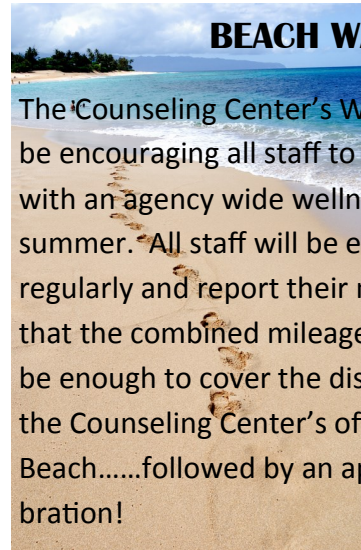 BEACH WA
The Counseling Center's W
be encouraging all staff to
with an agency wide welln
summer. All staff will be e
regularly and report their
that the combined mileage
be enough to cover the dis
the Counseling Center's of
Beach......followed by an ap
bration!